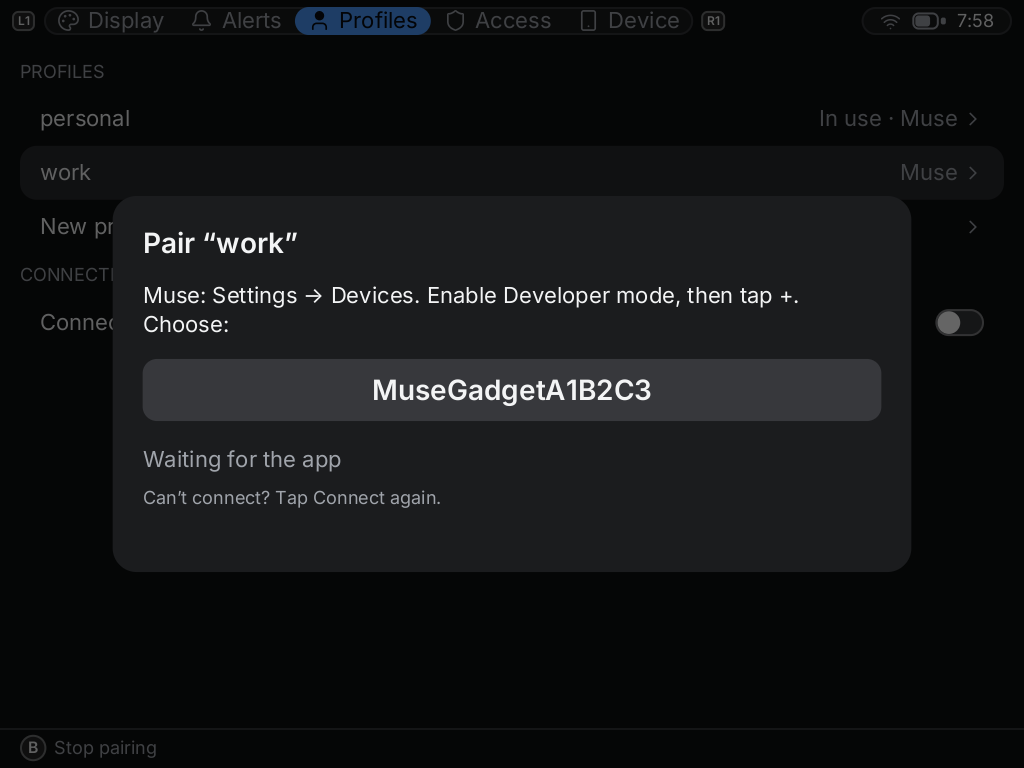 L1 Display Alerts Profiles Access Device R1 7:58
PROFILES
personal In use · Muse
work Muse
New pr
CONNECTI
Connec
Pair “work”
Muse: Settings → Devices. Enable Developer mode, then tap +.
Choose:
MuseGadgetA1B2C3
Waiting for the app
Can’t connect? Tap Connect again.
B Stop pairing